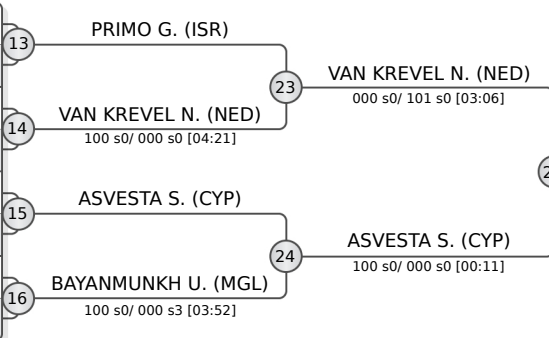 PRIMO G. (ISR)
13
VAN KREVEL N. (NED)
23
000 s0/ 101 s0 [03:06]
VAN KREVEL N. (NED)
14
100 s0/ 000 s0 [04:21]
ASVESTA S. (CYP)
15
ASVESTA S. (CYP)
24
100 s0/ 000 s0 [00:11]
BAYANMUNKH U. (MGL)
16
100 s0/ 000 s3 [03:52]